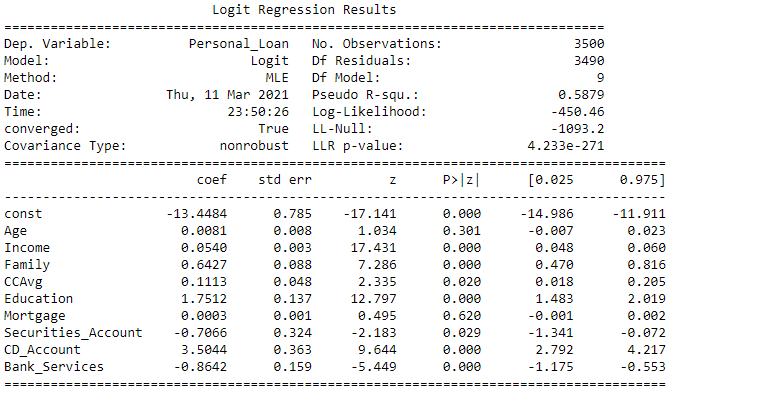 Logit Regression Results
==============================================================================
Dep. Variable: Personal_Loan No. Observations: 3500
Model: Logit Df Residuals: 3490
Method: MLE Df Model: 9
Date: Thu, 11 Mar 2021 Pseudo R-squ.: 0.5879
Time: 23:50:26 Log-Likelihood: -450.46
converged: True LL-Null: -1093.2
Covariance Type: nonrobust LLR p-value: 4.233e-271
======================================================================================
coef std err z P>|z| [0.025 0.975]
--------------------------------------------------------------------------------------
const -13.4484 0.785 -17.141 0.000 -14.986 -11.911
Age 0.0081 0.008 1.034 0.301 -0.007 0.023
Income 0.0540 0.003 17.431 0.000 0.048 0.060
Family 0.6427 0.088 7.286 0.000 0.470 0.816
CCAvg 0.1113 0.048 2.335 0.020 0.018 0.205
Education 1.7512 0.137 12.797 0.000 1.483 2.019
Mortgage 0.0003 0.001 0.495 0.620 -0.001 0.002
Securities_Account -0.7066 0.324 -2.183 0.029 -1.341 -0.072
CD_Account 3.5044 0.363 9.644 0.000 2.792 4.217
Bank_Services -0.8642 0.159 -5.449 0.000 -1.175 -0.553
======================================================================================